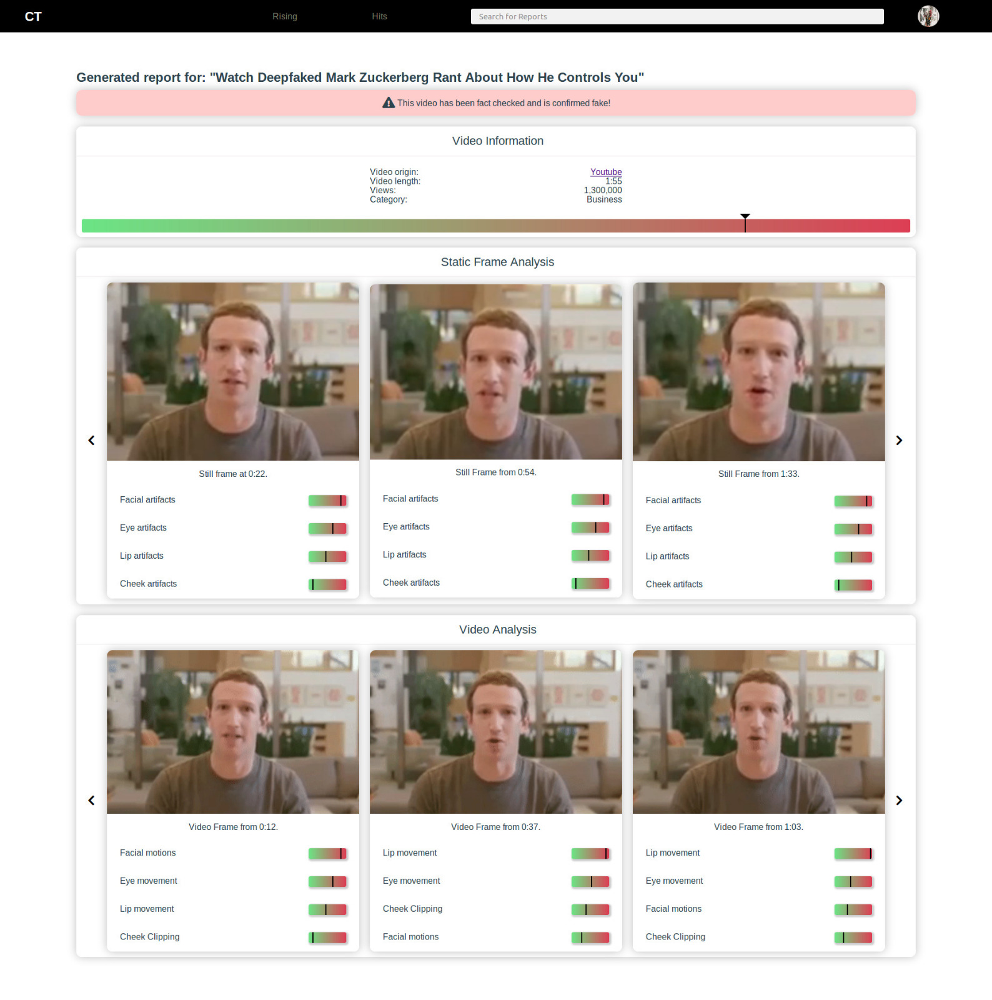 CT
Rising
Hits
Search for Reports
Generated report for: "Watch Deepfaked Mark Zuckerberg Rant About How He Controls You"
This video has been fact checked and is confirmed fake!
Video Information
Video origin: Youtube
Video length: 1:55
Views: 1,300,000
Category: Business
Static Frame Analysis
Still frame at 0:22.
Facial artifacts
Eye artifacts
Lip artifacts
Cheek artifacts
Still Frame from 0:54.
Facial artifacts
Eye artifacts
Lip artifacts
Cheek artifacts
Still Frame from 1:33.
Facial artifacts
Eye artifacts
Lip artifacts
Cheek artifacts
Video Analysis
Video Frame from 0:12.
Facial motions
Eye movement
Lip movement
Cheek Clipping
Video Frame from 0:37.
Lip movement
Eye movement
Cheek Clipping
Facial motions
Video Frame from 1:03.
Lip movement
Eye movement
Facial motions
Cheek Clipping